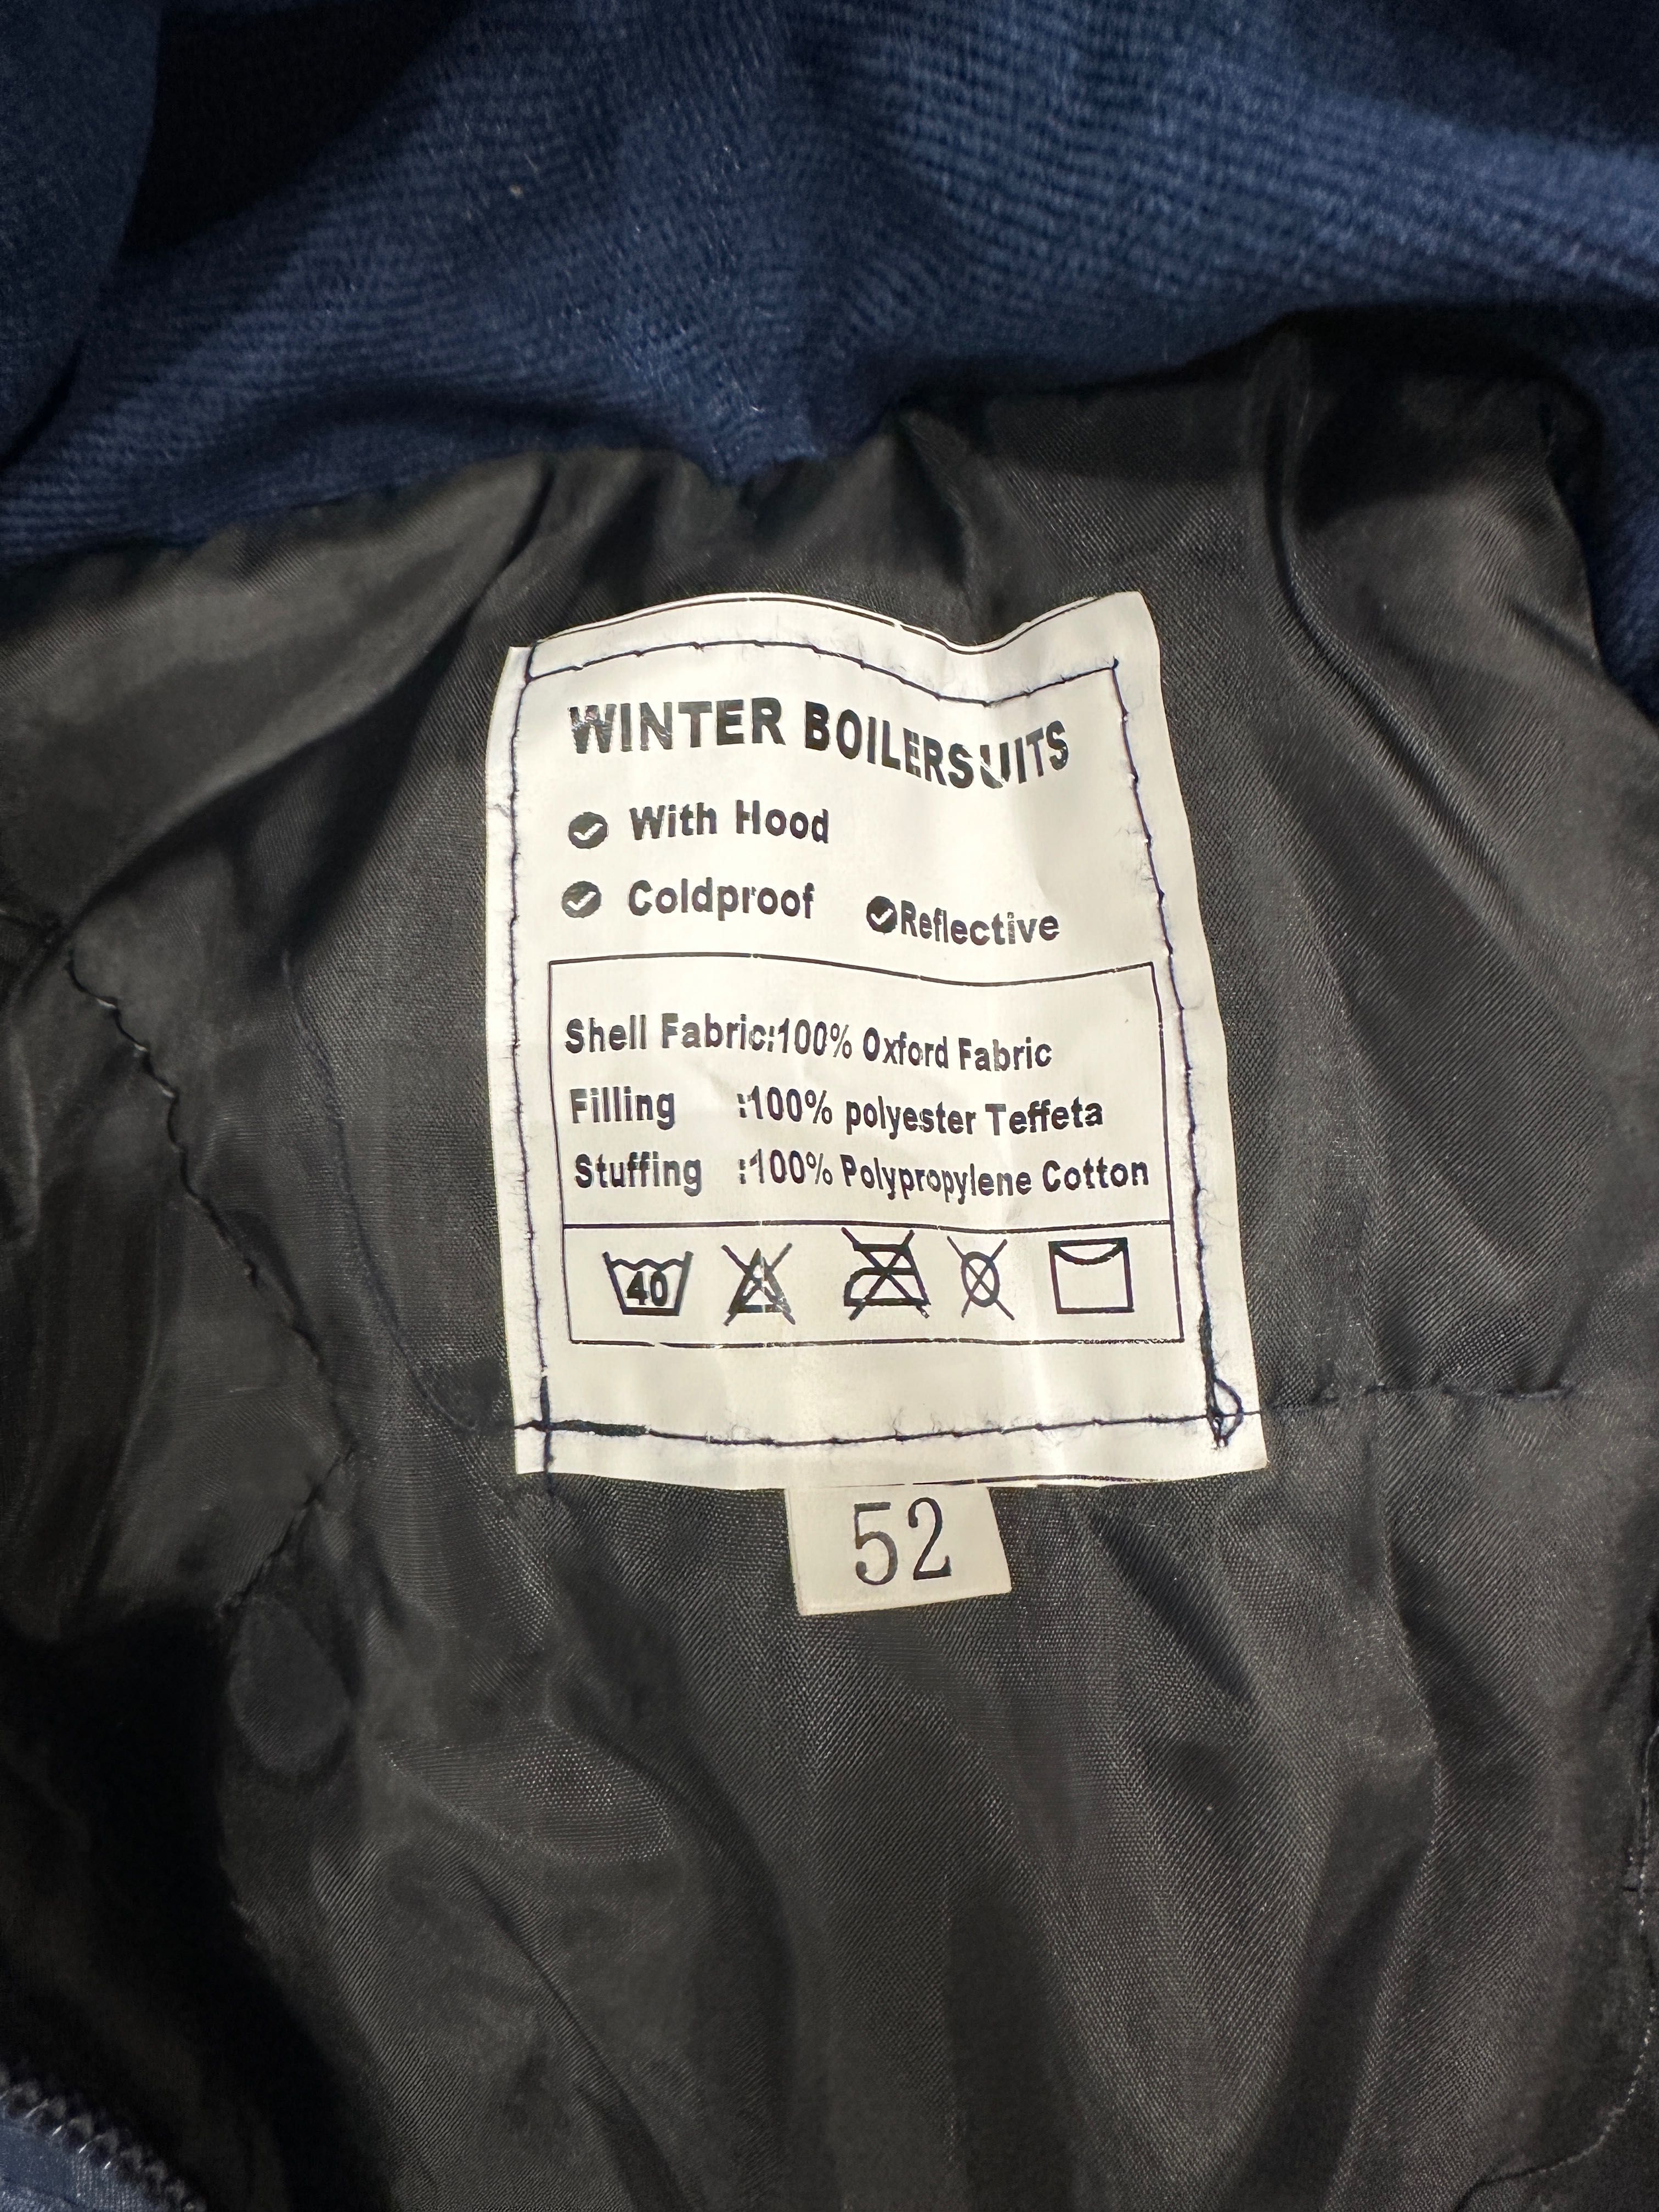 WINTER BOILERSUITS
With Hood
Coldproof Reflective
Shell Fabric:100% Oxford Fabric
Filling :100% polyester Teffeta
Stuffing :100% Polypropylene Cotton
40
52